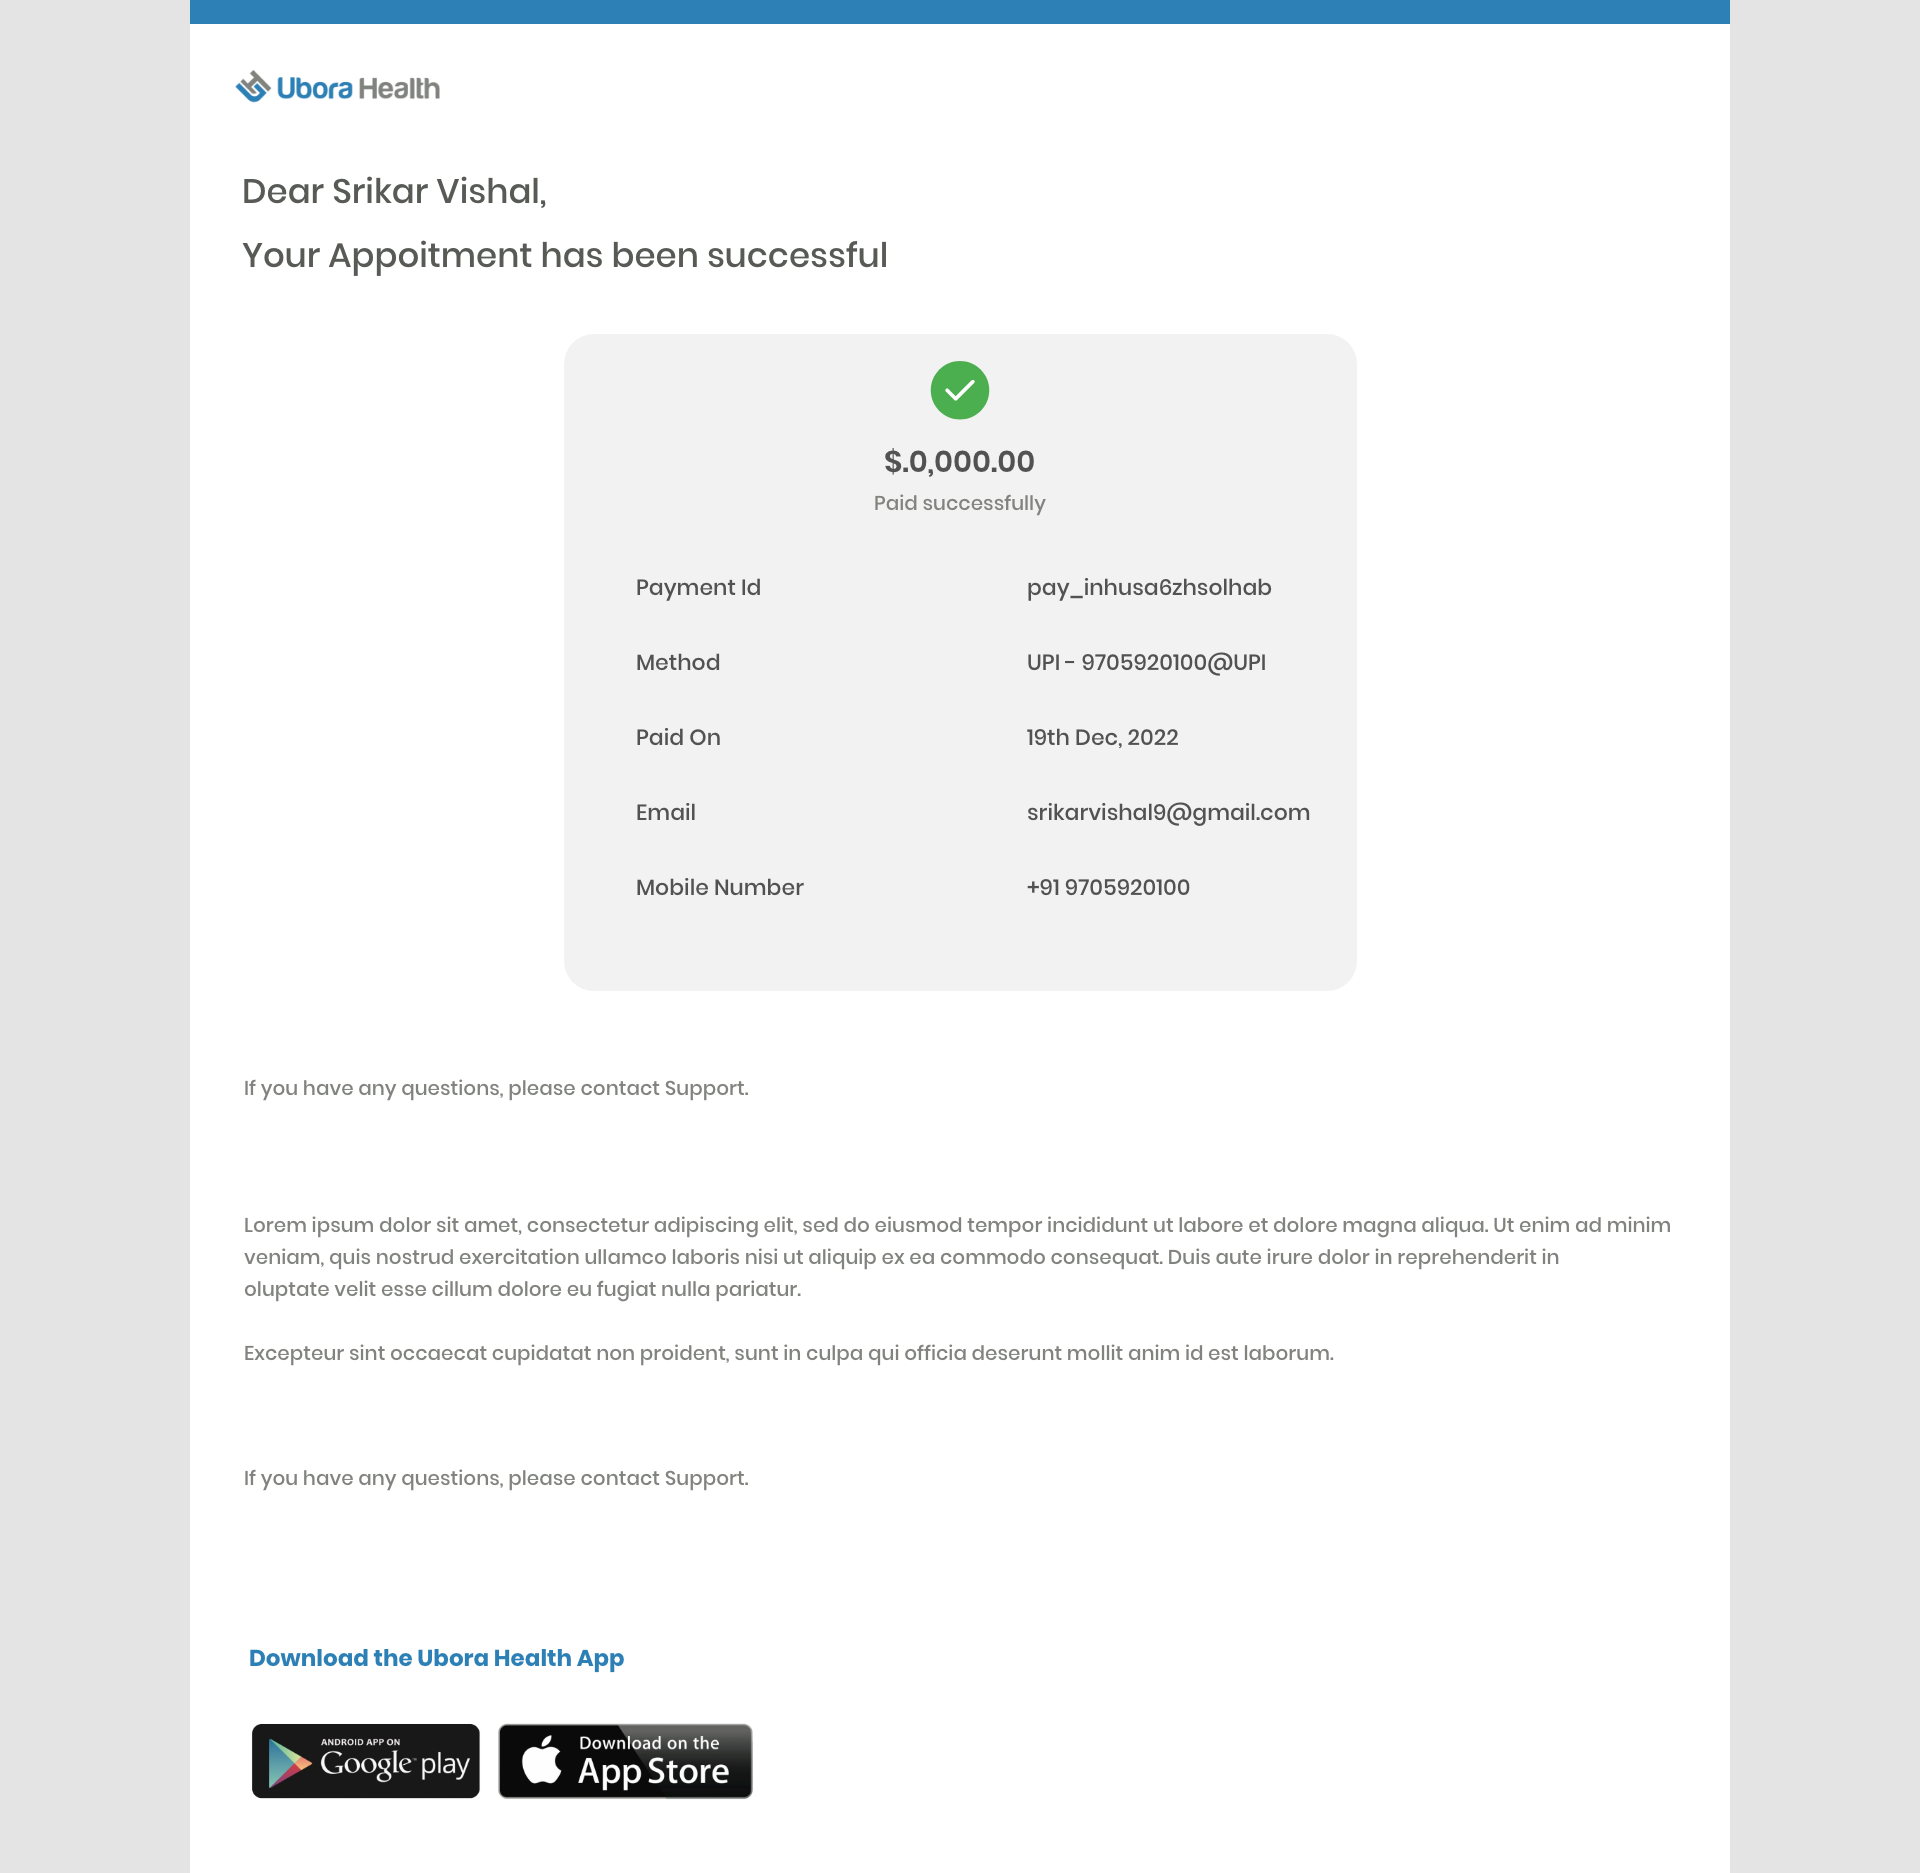 Ubora Health
Dear Srikar Vishal,
Your Appoitment has been successful
$.0,000.00
Paid successfully
Payment Id pay_inhusa6zhsolhab
Method UPI - 9705920100@UPI
Paid On 19th Dec, 2022
Email srikarvishal9@gmail.com
Mobile Number +91 9705920100
If you have any questions, please contact Support.
Lorem ipsum dolor sit amet, consectetur adipiscing elit, sed do eiusmod tempor incididunt ut labore et dolore magna aliqua. Ut enim ad minim
veniam, quis nostrud exercitation ullamco laboris nisi ut aliquip ex ea commodo consequat. Duis aute irure dolor in reprehenderit in
oluptate velit esse cillum dolore eu fugiat nulla pariatur.
Excepteur sint occaecat cupidatat non proident, sunt in culpa qui officia deserunt mollit anim id est laborum.
If you have any questions, please contact Support.
Download the Ubora Health App
ANDROID APP ON
Google play
Download on the
App Store